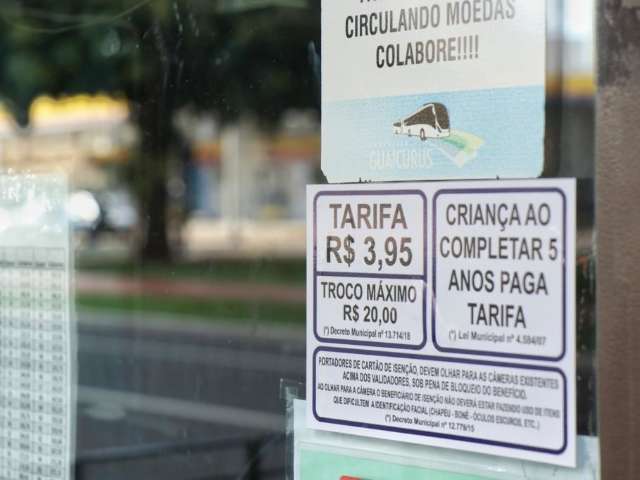 CIRCULANDO MOEDAS
COLABORE!!!!
GUAICURUS
TARIFA
R$ 3,95
TROCO MÁXIMO
R$ 20,00
(*) Decreto Municipal nº 13.714/18
CRIANÇA AO
COMPLETAR 5
ANOS PAGA
TARIFA
(*) Lei Municipal nº 4.584/07
PORTADORES DE CARTÃO DE ISENÇÃO, DEVEM OLHAR PARA AS CÂMERAS EXISTENTES
ACIMA DOS VALIDADORES, SOB PENA DE BLOQUEIO DO BENEFÍCIO.
AO OLHAR PARA A CÂMERA O BENEFICIÁRIO DE ISENÇÃO NÃO DEVERÁ ESTAR FAZENDO USO DE ITENS
QUE DIFICULTEM A IDENTIFICAÇÃO FACIAL (CHAPÉU - BONÉ - ÓCULOS ESCUROS, ETC.)
(*) Decreto Municipal nº 12.779/15